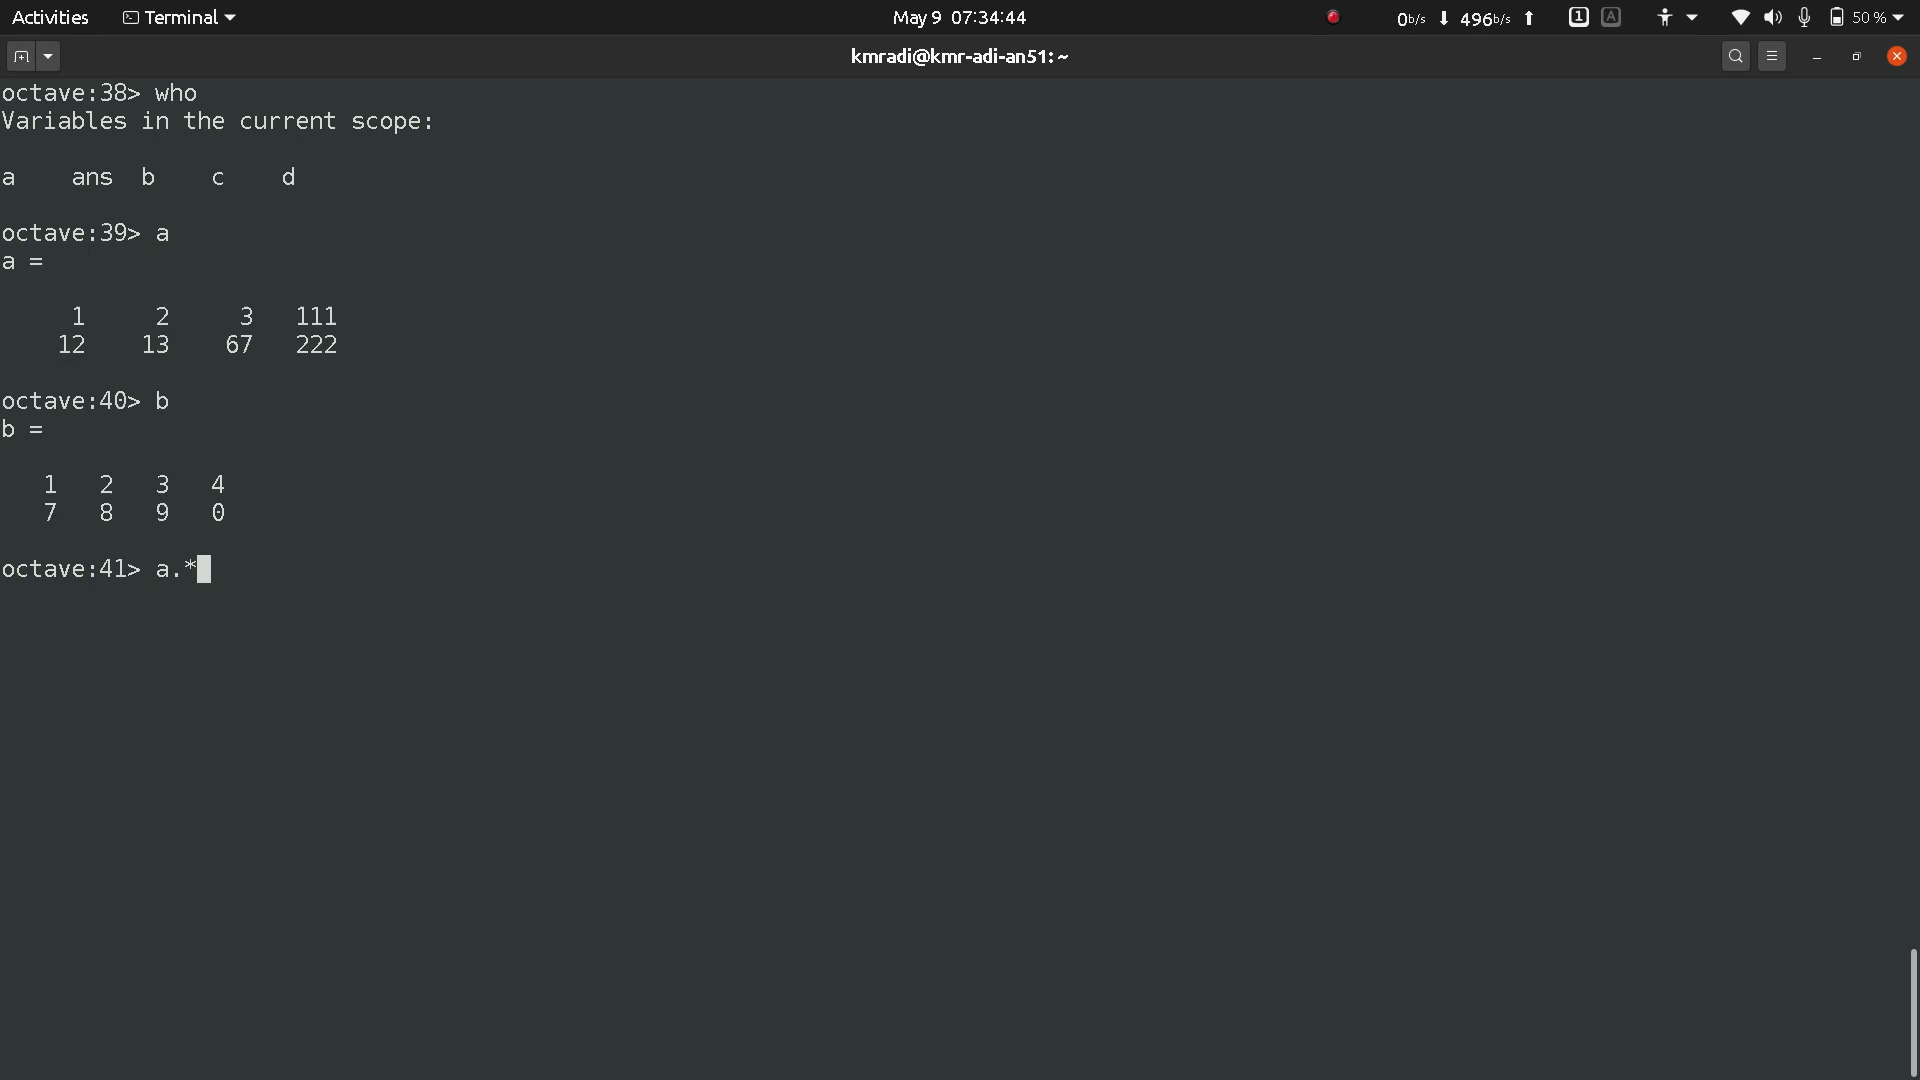 Activities Terminal May 9 07:34:44 0b/s 496b/s 1 A 50 %
kmradi@kmr-adi-an51: ~
octave:38> who
Variables in the current scope:
a ans b c d
octave:39> a
a =
1 2 3 111
12 13 67 222
octave:40> b
b =
1 2 3 4
7 8 9 0
octave:41> a.*